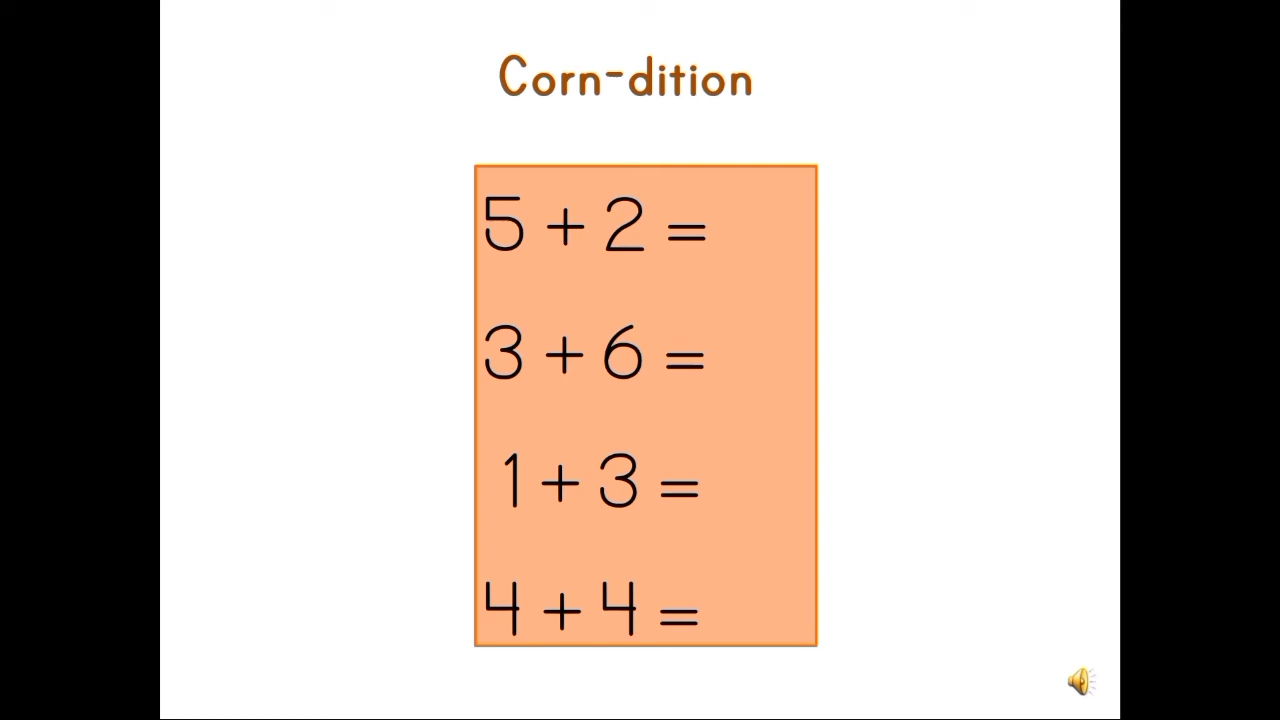 Corn-dition
5 + 2 =
3 + 6 =
1 + 3 =
4 + 4 =